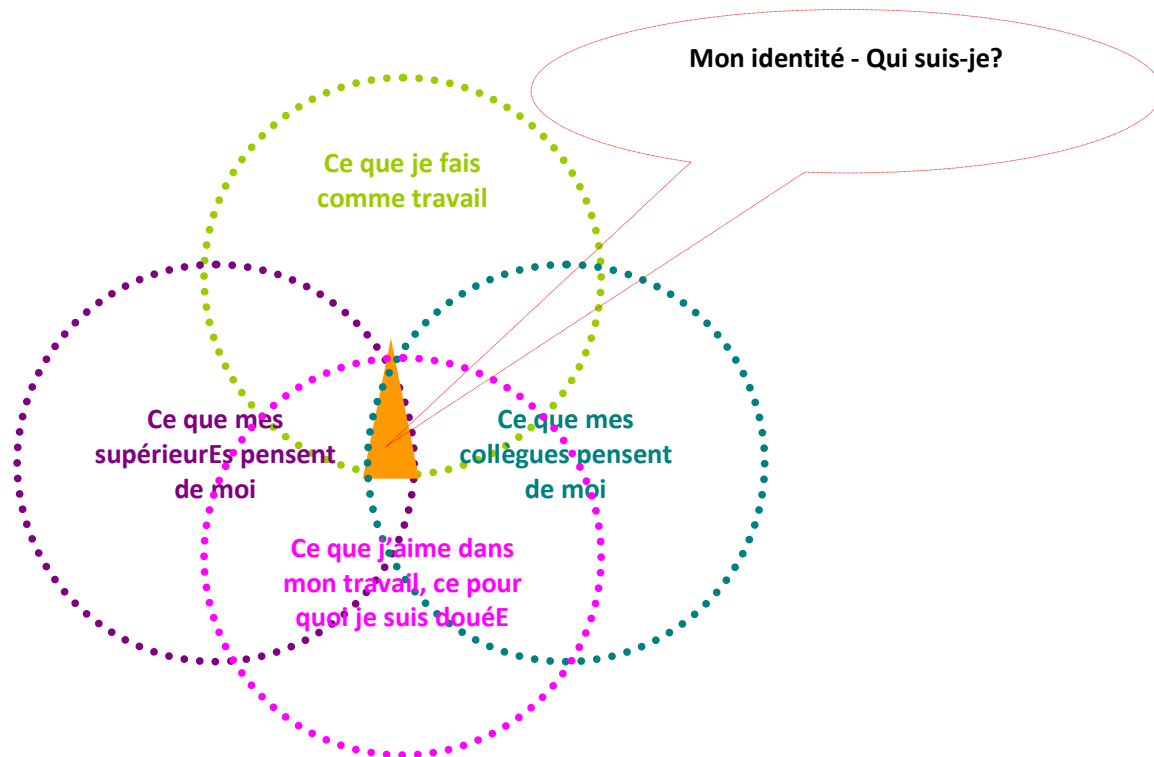 Mon identité - Qui suis-je?
Ce que je fais
comme travail
Ce que mes
supérieurEs pensent
de moi
Ce que mes
collègues pensent
de moi
Ce que j’aime dans
mon travail, ce pour
quoi je suis douéE